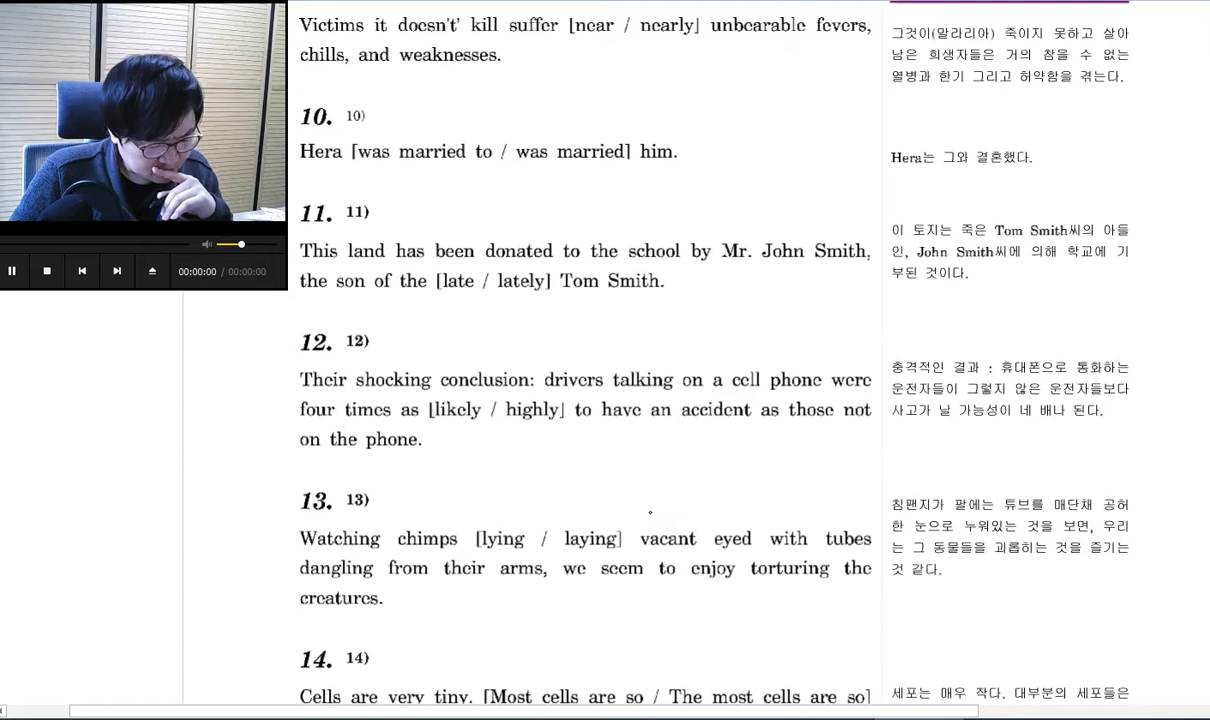 Victims it doesn't' kill suffer [near / nearly] unbearable fevers,
chills, and weaknesses.
그것이(말라리아) 죽이지 못하고 살아
남은 희생자들은 거의 참을 수 없는
열병과 한기 그리고 허약함을 겪는다.
10. 10)
Hera [was married to / was married] him.
Hera는 그와 결혼했다.
11. 11)
This land has been donated to the school by Mr. John Smith,
the son of the [late / lately] Tom Smith.
이 토지는 죽은 Tom Smith씨의 아들
인, John Smith씨에 의해 학교에 기
부된 것이다.
12. 12)
Their shocking conclusion: drivers talking on a cell phone were
four times as [likely / highly] to have an accident as those not
on the phone.
충격적인 결과 : 휴대폰으로 통화하는
운전자들이 그렇지 않은 운전자들보다
사고가 날 가능성이 네 배나 된다.
13. 13)
Watching chimps [lying / laying] vacant eyed with tubes
dangling from their arms, we seem to enjoy torturing the
creatures.
침팬지가 팔에는 튜브를 매단채 공허
한 눈으로 누워있는 것을 보면, 우리
는 그 동물들을 괴롭히는 것을 즐기는
것 같다.
14. 14)
Cells are very tiny. [Most cells are so / The most cells are so]
세포는 매우 작다. 대부분의 세포들은
00:00:00 / 00:00:00